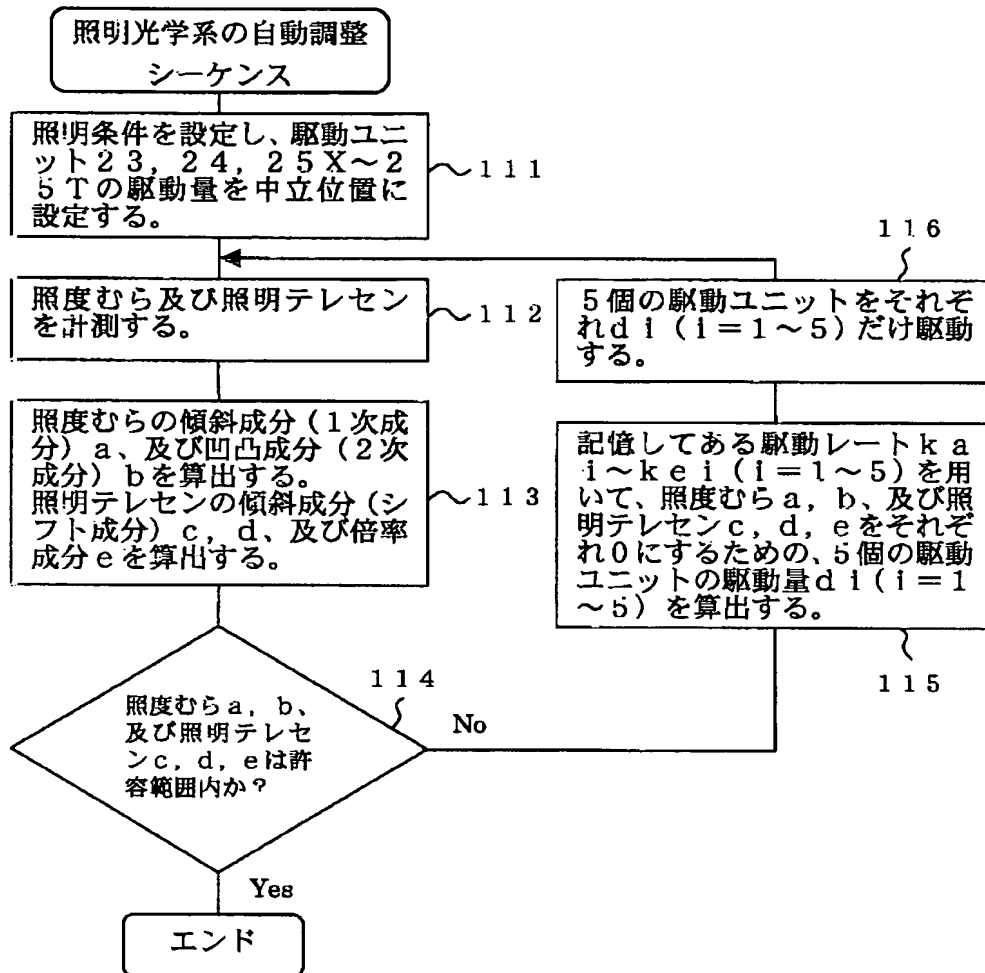 照明光学系の自動調整
シーケンス
照明条件を設定し、駆動ユニ
ット２３，２４，２５Ｘ～２
５Ｔの駆動量を中立位置に
設定する。
１１１
照度むら及び照明テレセン
を計測する。
１１２
照度むらの傾斜成分（１次成
分）ａ、及び凹凸成分（２次
成分）ｂを算出する。
照明テレセンの傾斜成分（シ
フト成分）ｃ，ｄ、及び倍率
成分ｅを算出する。
１１３
照度むらａ，ｂ、
及び照明テレセ
ンｃ，ｄ，ｅは許
容範囲内か？
１１４
No
Yes
エンド
１１６
５個の駆動ユニットをそれぞ
れｄｉ（ｉ＝１～５）だけ駆動
する。
記憶してある駆動レートｋａ
ｉ～ｋｅｉ（ｉ＝１～５）を用
いて、照度むらａ，ｂ、及び照
明テレセンｃ，ｄ，ｅをそれぞ
れ０にするための、５個の駆動
ユニットの駆動量ｄｉ（ｉ＝１
～５）を算出する。
１１５